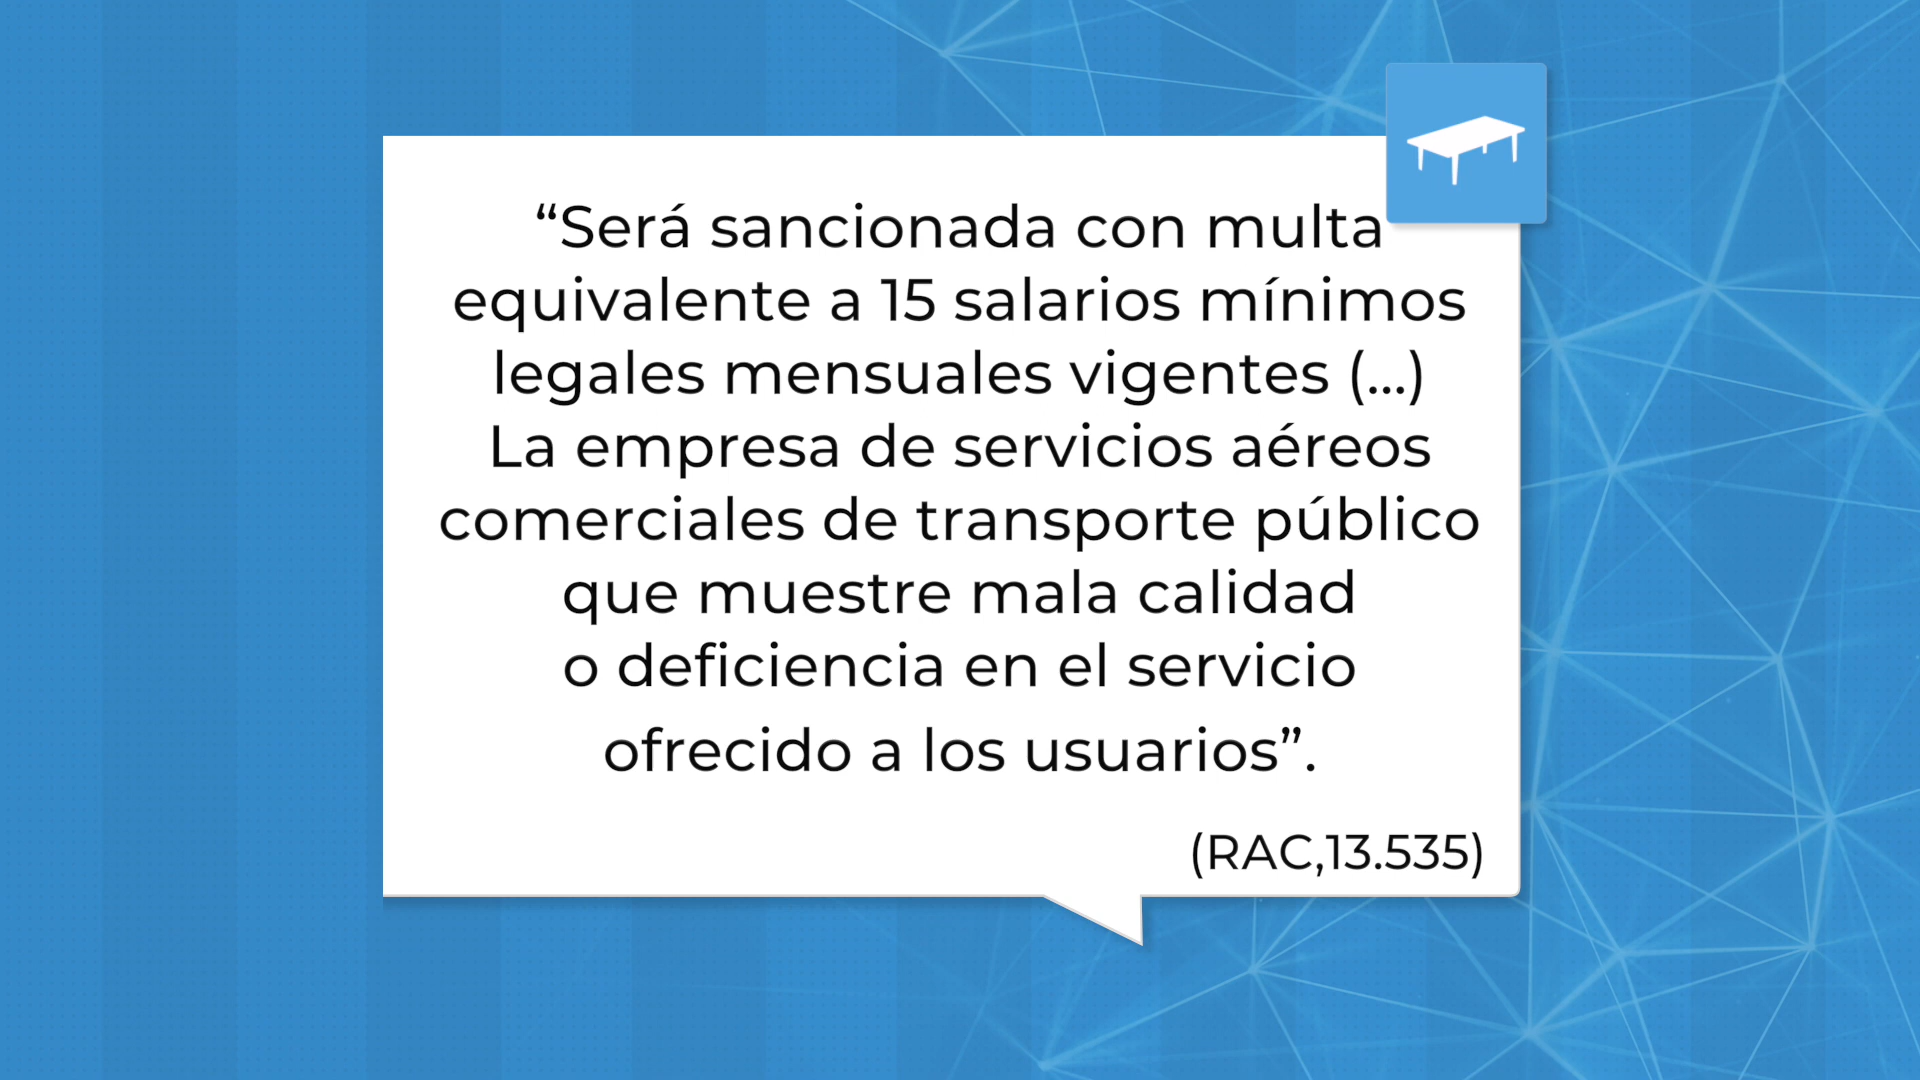 “Será sancionada con multa
equivalente a 15 salarios mínimos
legales mensuales vigentes (...)
La empresa de servicios aéreos
comerciales de transporte público
que muestre mala calidad
o deficiencia en el servicio
ofrecido a los usuarios”.
(RAC,13.535)